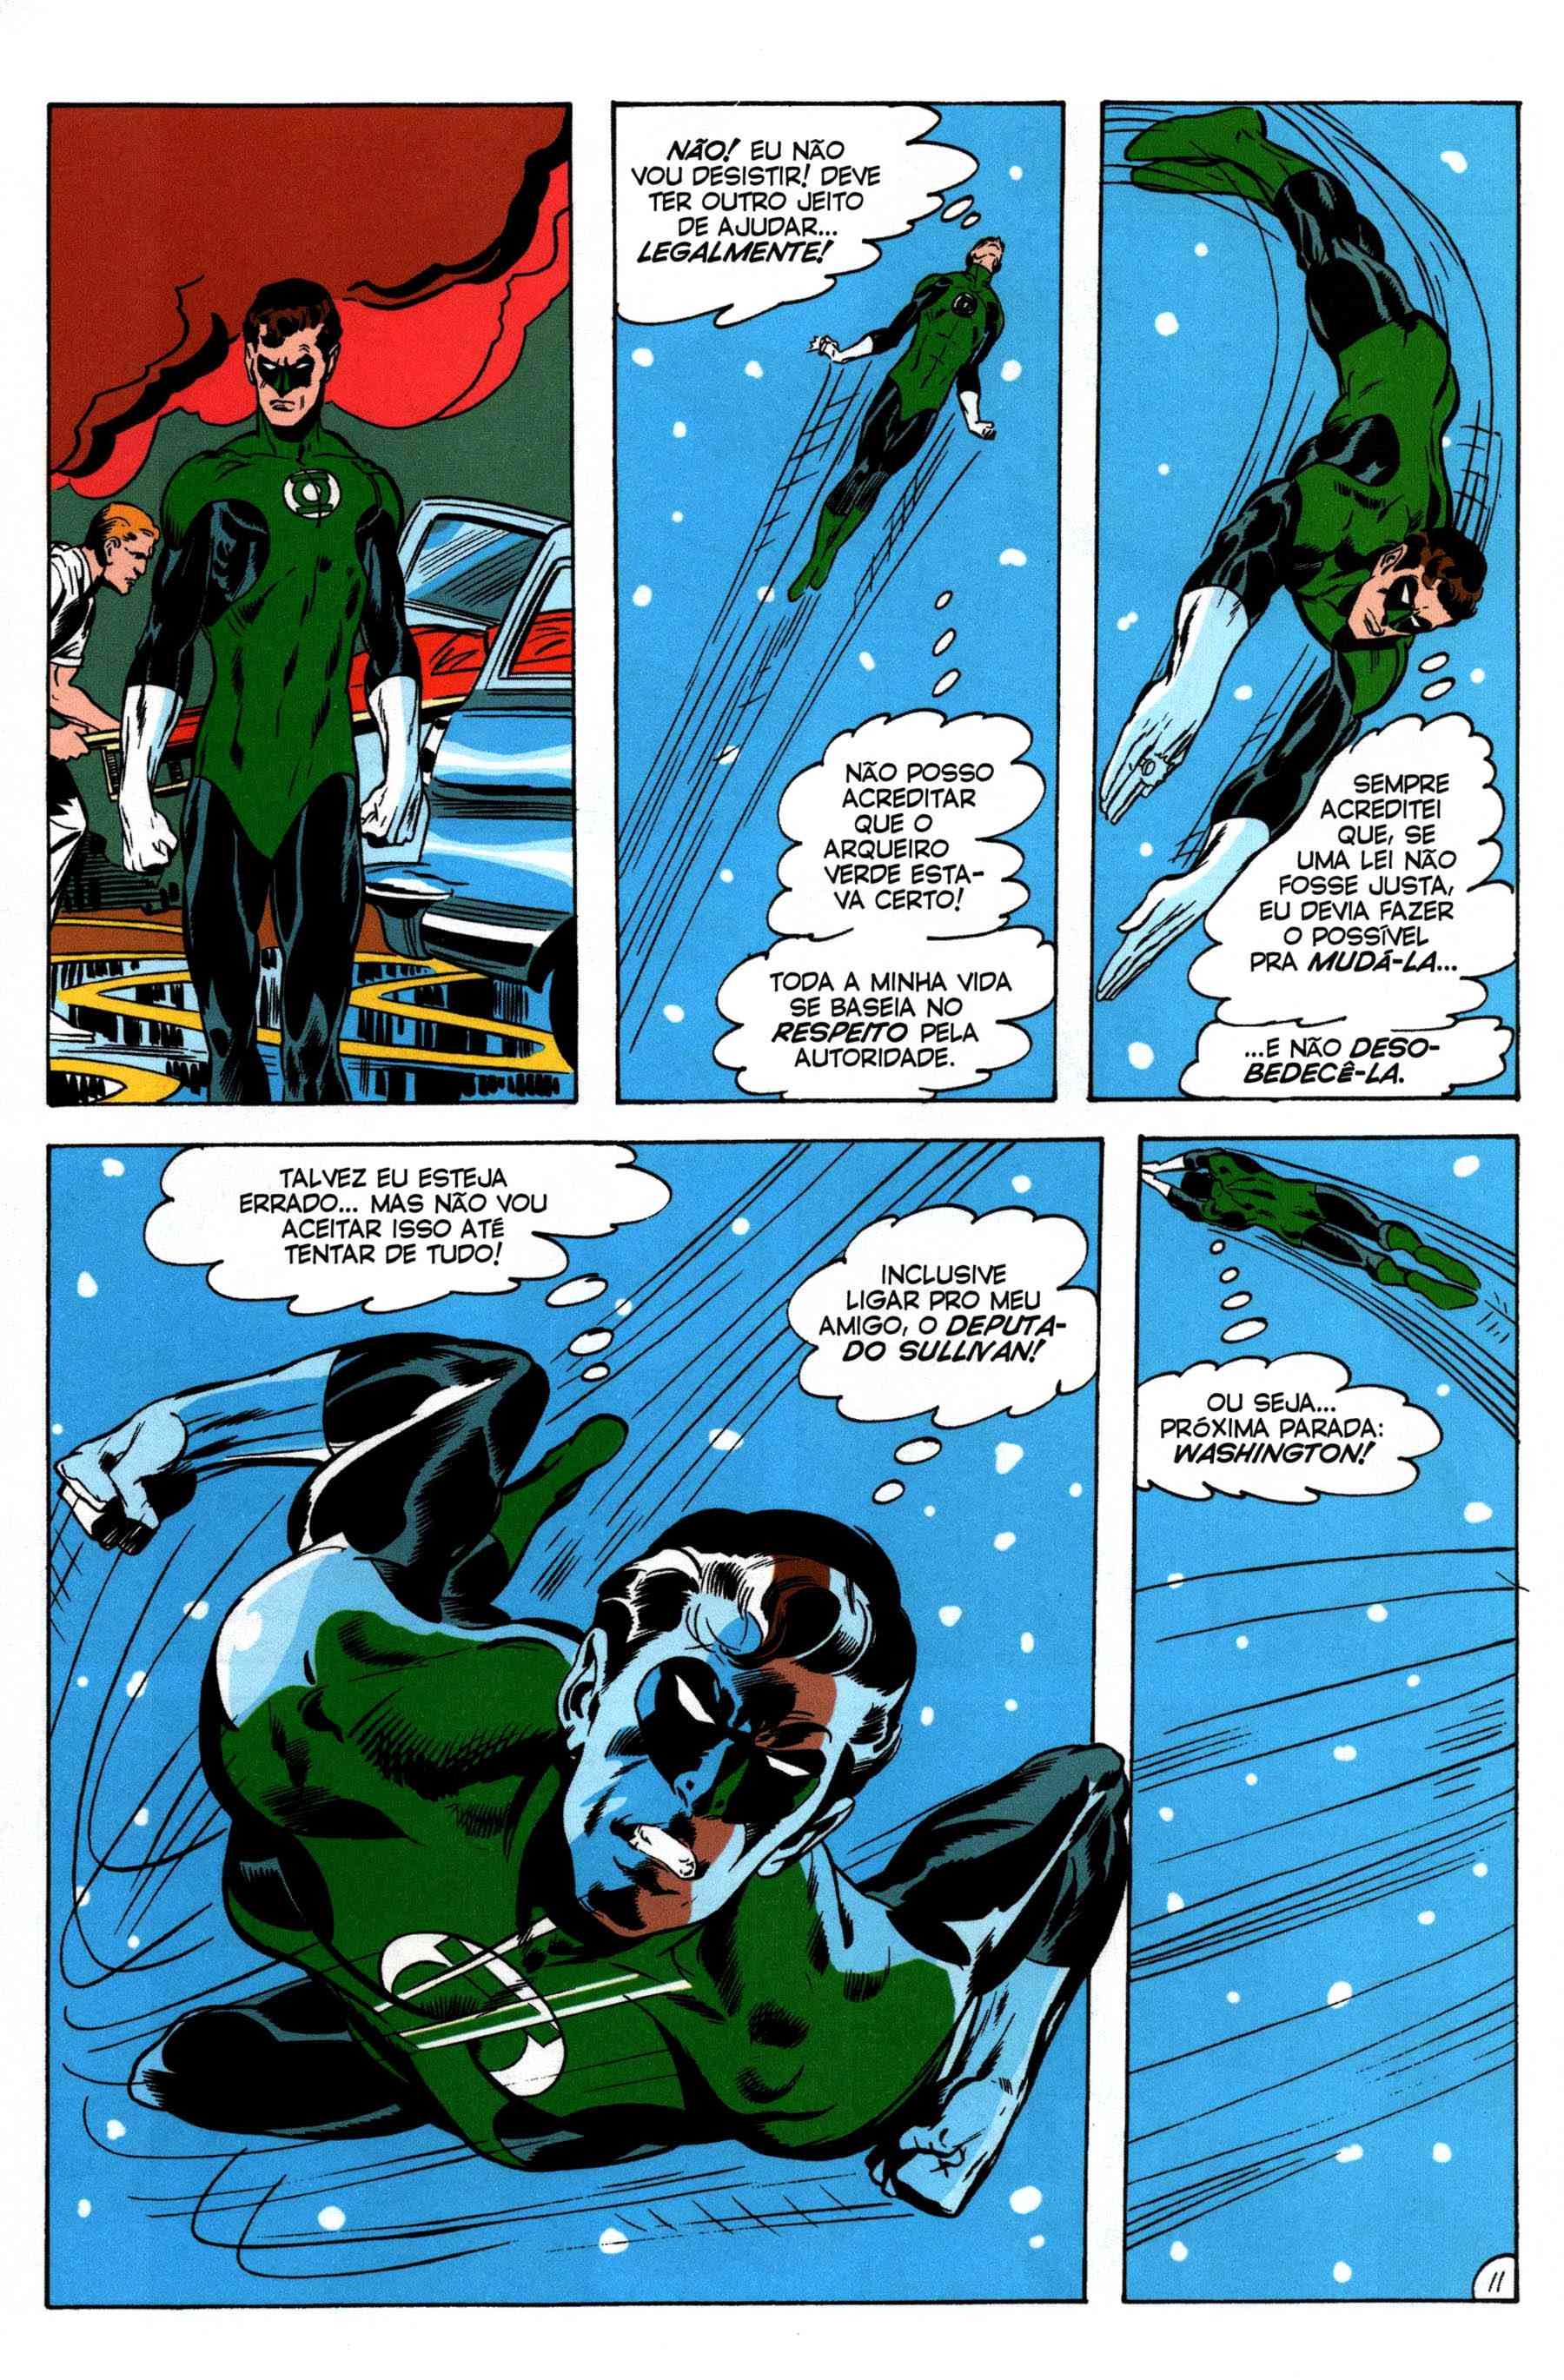 NÃO! EU NÃO
VOU DESISTIR! DEVE
TER OUTRO JEITO
DE AJUDAR...
LEGALMENTE!
NÃO POSSO
ACREDITAR
QUE O
ARQUEIRO
VERDE ESTA-
VA CERTO!
TODA A MINHA VIDA
SE BASEIA NO
RESPEITO PELA
AUTORIDADE.
SEMPRE
ACREDITEI
QUE, SE
UMA LEI NÃO
FOSSE JUSTA,
EU DEVIA FAZER
O POSSÍVEL
PRA MUDÁ-LA...
...E NÃO DESO-
BEDECÊ-LA.
TALVEZ EU ESTEJA
ERRADO... MAS NÃO VOU
ACEITAR ISSO ATÉ
TENTAR DE TUDO!
INCLUSIVE
LIGAR PRO MEU
AMIGO, O DEPUTA-
DO SULLIVAN!
OU SEJA...
PRÓXIMA PARADA:
WASHINGTON!
11